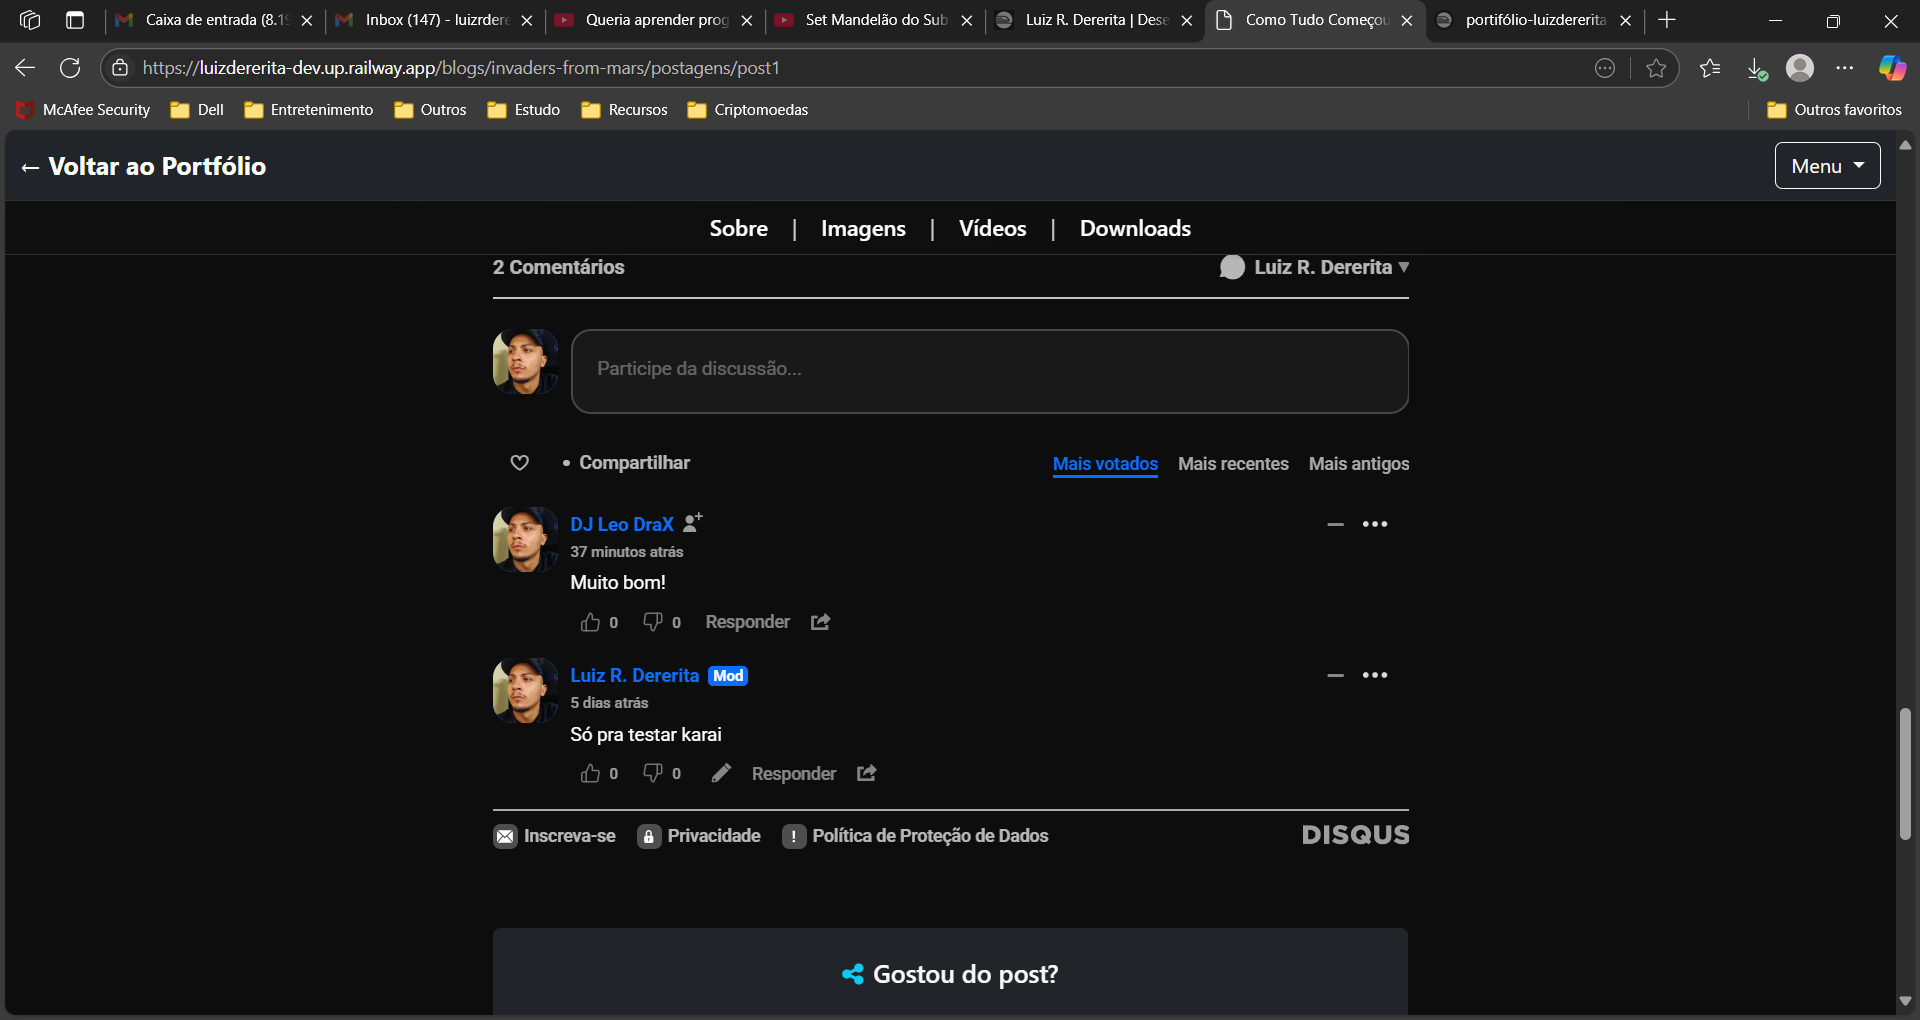 Caixa de entrada (8.19
Inbox (147) - luizrdere
Queria aprender prog
Set Mandelão do Sub
Luiz R. Dererita | Dese
Como Tudo Começou
portifólio-luizdererita
https://luizdererita-dev.up.railway.app/blogs/invaders-from-mars/postagens/post1
McAfee Security
Dell
Entretenimento
Outros
Estudo
Recursos
Criptomoedas
Outros favoritos
← Voltar ao Portfólio
Menu
Sobre | Imagens | Vídeos | Downloads
2 Comentários
Luiz R. Dererita
Participe da discussão...
• Compartilhar
Mais votados Mais recentes Mais antigos
DJ Leo DraX
37 minutos atrás
Muito bom!
0 0 Responder
Luiz R. Dererita Mod
5 dias atrás
Só pra testar karai
0 0 Responder
Inscreva-se Privacidade ! Política de Proteção de Dados
DISQUS
Gostou do post?